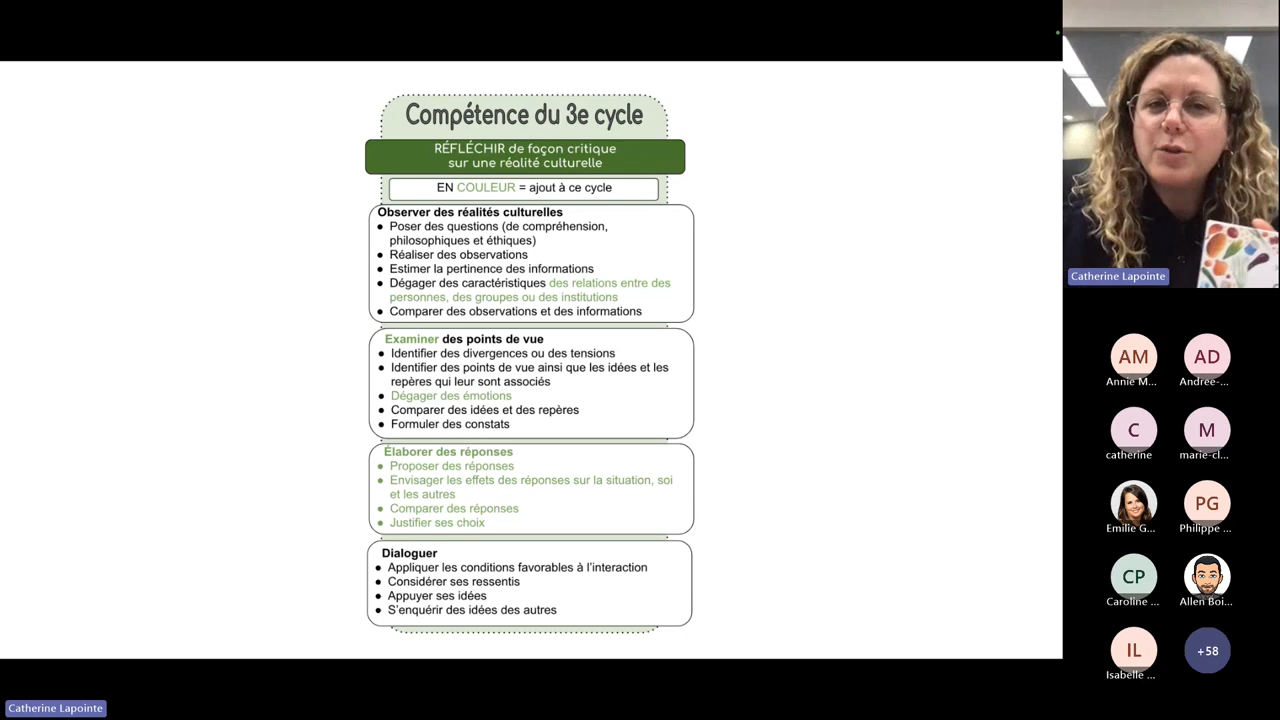 Compétence du 3e cycle
RÉFLÉCHIR de façon critique
sur une réalité culturelle
EN COULEUR = ajout à ce cycle
Observer des réalités culturelles
● Poser des questions (de compréhension,
philosophiques et éthiques)
● Réaliser des observations
● Estimer la pertinence des informations
● Dégager des caractéristiques des relations entre des
personnes, des groupes ou des institutions
● Comparer des observations et des informations
Examiner des points de vue
● Identifier des divergences ou des tensions
● Identifier des points de vue ainsi que les idées et les
repères qui leur sont associés
● Dégager des émotions
● Comparer des idées et des repères
● Formuler des constats
Élaborer des réponses
● Proposer des réponses
● Envisager les effets des réponses sur la situation, soi
et les autres
● Comparer des réponses
● Justifier ses choix
Dialoguer
● Appliquer les conditions favorables à l’interaction
● Considérer ses ressentis
● Appuyer ses idées
● S’enquérir des idées des autres
Catherine Lapointe
AM AD
Annie M... Andrée-...
C M
catherine marie-cl...
PG
Emilie G... Philippe ...
CP
Caroline ... Allen Boi...
IL +58
Isabelle ...
Catherine Lapointe